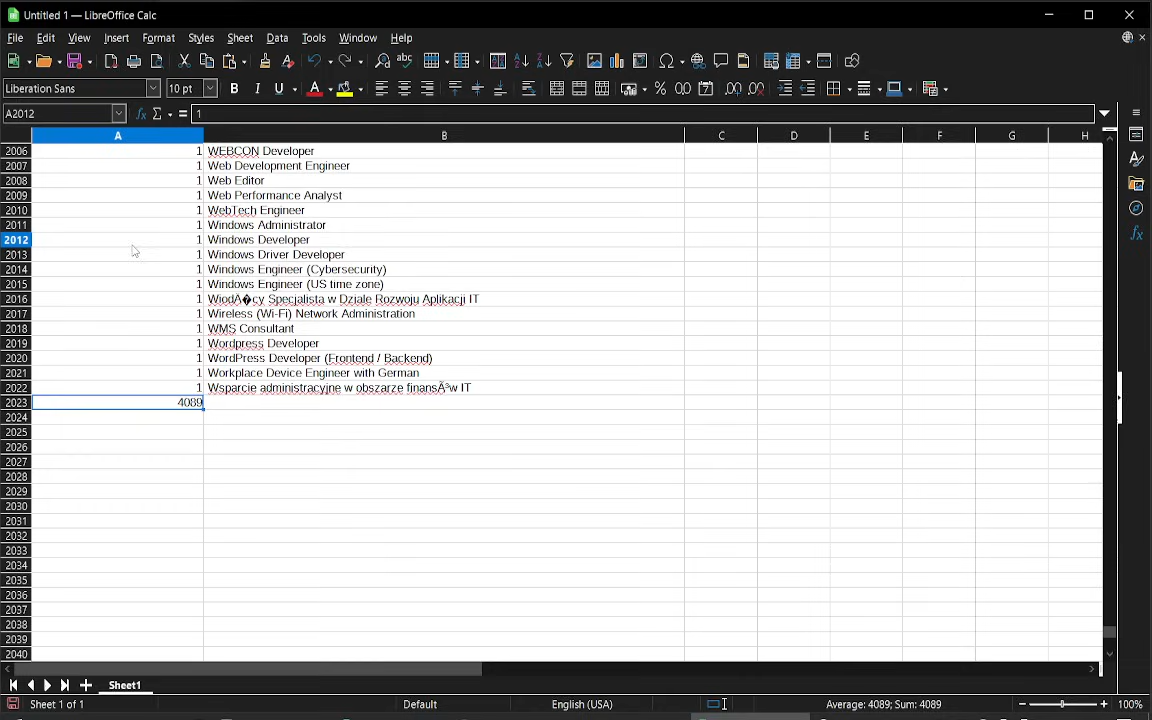 Untitled 1 — LibreOffice Calc
File Edit View Insert Format Styles Sheet Data Tools Window Help
Liberation Sans 10 pt
A2012 1
A B C D E F G H
2006 1 WEBCON Developer
2007 1 Web Development Engineer
2008 1 Web Editor
2009 1 Web Performance Analyst
2010 1 WebTech Engineer
2011 1 Windows Administrator
2012 1 Windows Developer
2013 1 Windows Driver Developer
2014 1 Windows Engineer (Cybersecurity)
2015 1 Windows Engineer (US time zone)
2016 1 WiodÄ�cy Specjalista w Dziale Rozwoju Aplikacji IT
2017 1 Wireless (Wi-Fi) Network Administration
2018 1 WMS Consultant
2019 1 Wordpress Developer
2020 1 WordPress Developer (Frontend / Backend)
2021 1 Workplace Device Engineer with German
2022 1 Wsparcie administracyjne w obszarze finansÃ³w IT
2023 4089
2024
2025
2026
2027
2028
2029
2030
2031
2032
2033
2034
2035
2036
2037
2038
2039
2040
Sheet1
Sheet 1 of 1 Default English (USA) Average: 4089; Sum: 4089 100%